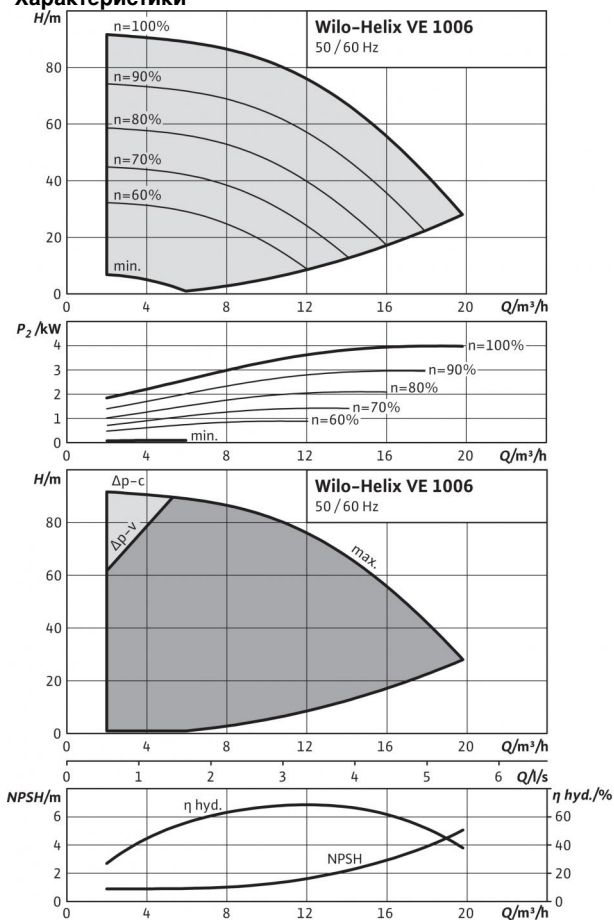 Характеристики
H/m
n=100%
Wilo-Helix VE 1006
50/60 Hz
80
n=90%
60
n=80%
n=70%
40
n=60%
20
min.
0
0 4 8 12 16 20 Q/m³/h
P₂/kW
4
n=100%
3
n=90%
n=80%
2
n=70%
1
n=60%
min.
0
0 4 8 12 16 20 Q/m³/h
H/m
Δp-c
Wilo-Helix VE 1006
50/60 Hz
80
Δp-v
max.
60
40
20
0
0 4 8 12 16 20 Q/m³/h
0 1 2 3 4 5 6 Q/l/s
NPSH/m
η hyd./%
η hyd.
6
60
4
40
NPSH
2
20
0
0
0 4 8 12 16 20 Q/m³/h